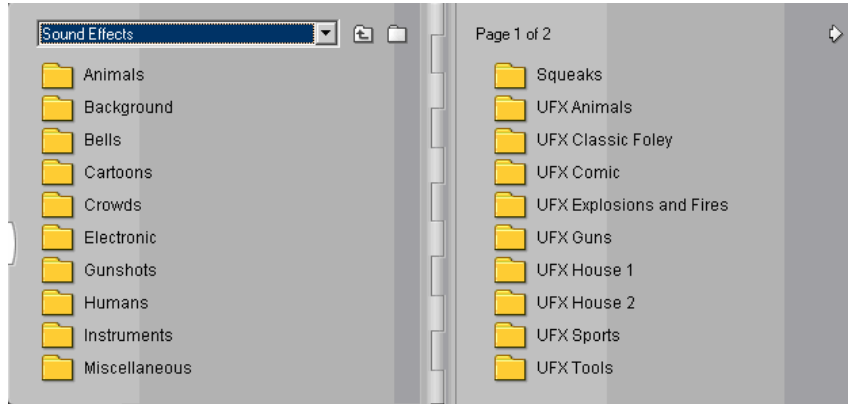 Sound Effects
Animals
Background
Bells
Cartoons
Crowds
Electronic
Gunshots
Humans
Instruments
Miscellaneous
Page 1 of 2
Squeaks
UFX Animals
UFX Classic Foley
UFX Comic
UFX Explosions and Fires
UFX Guns
UFX House 1
UFX House 2
UFX Sports
UFX Tools